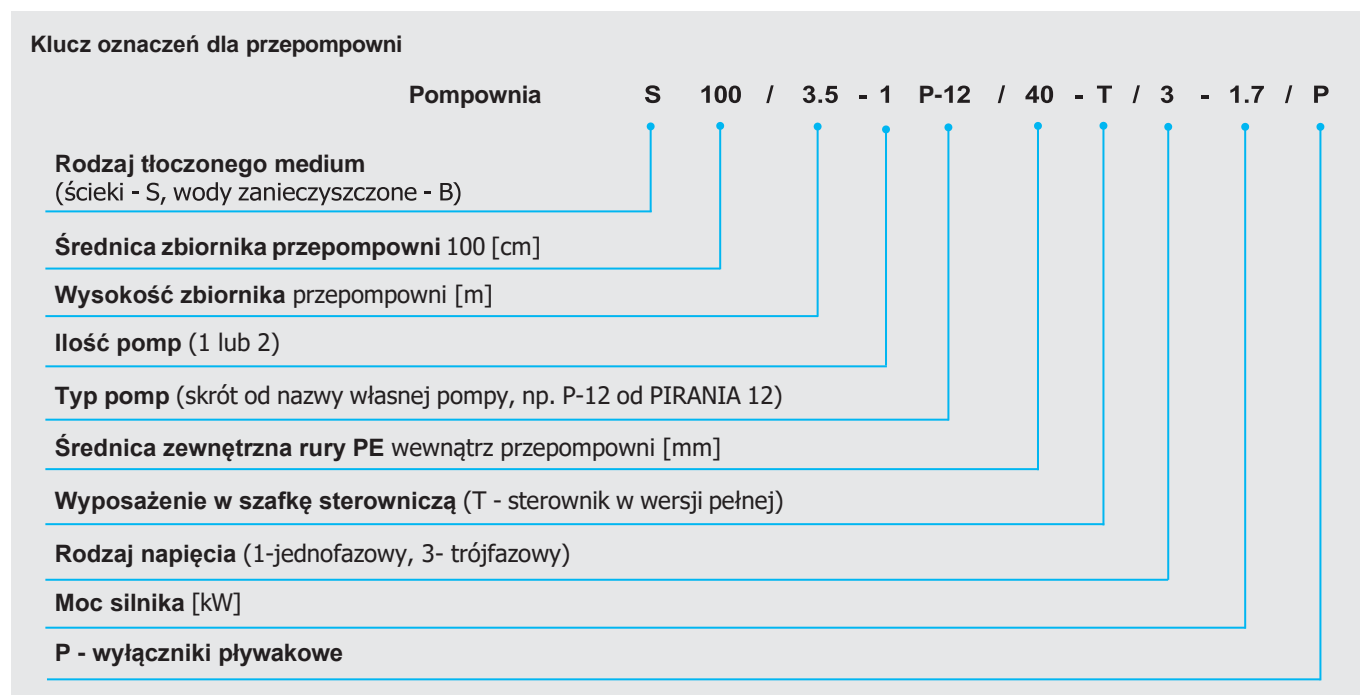 Klucz oznaczeń dla przepompowni
Pompownia S 100 / 3.5 - 1 P-12 / 40 - T / 3 - 1.7 / P
Rodzaj tłoczonego medium
(ścieki - S, wody zanieczyszczone - B)
Średnica zbiornika przepompowni 100 [cm]
Wysokość zbiornika przepompowni [m]
Ilość pomp (1 lub 2)
Typ pomp (skrót od nazwy własnej pompy, np. P-12 od PIRANIA 12)
Średnica zewnętrzna rury PE wewnątrz przepompowni [mm]
Wyposażenie w szafkę sterowniczą (T - sterownik w wersji pełnej)
Rodzaj napięcia (1-jednofazowy, 3- trójfazowy)
Moc silnika [kW]
P - wyłączniki pływakowe